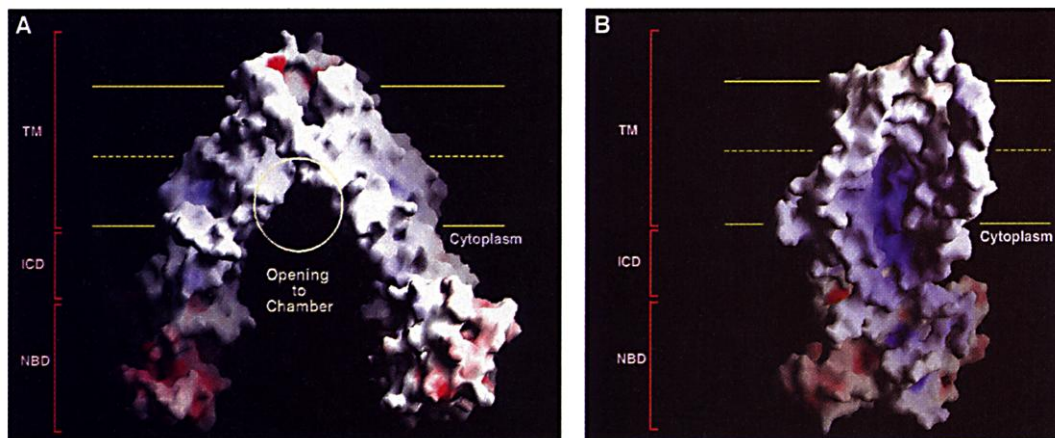 A
TM
ICD
NBD
Cytoplasm
Opening
to
Chamber
B
TM
ICD
NBD
Cytoplasm